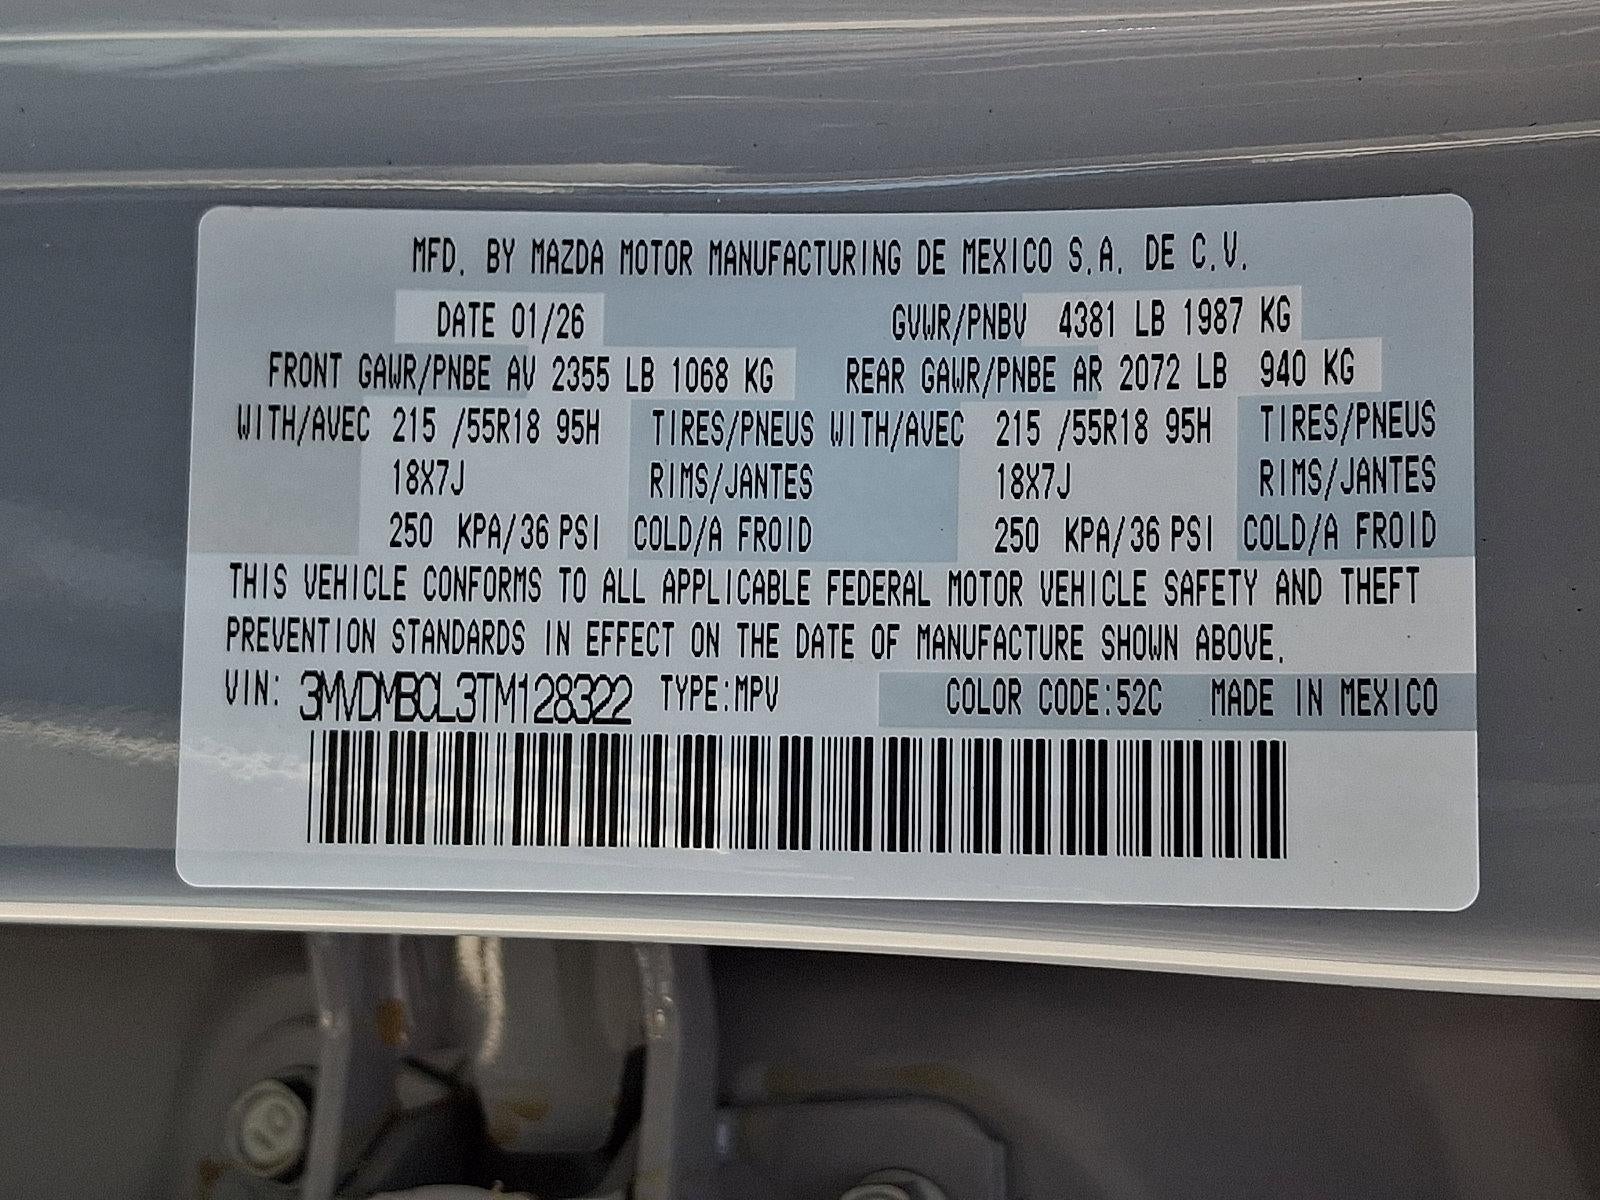 MFD. BY MAZDA MOTOR MANUFACTURING DE MEXICO S.A. DE C.V.
DATE 01/26 GVWR/PNBV 4381 LB 1987 KG
FRONT GAWR/PNBE AV 2355 LB 1068 KG REAR GAWR/PNBE AR 2072 LB 940 KG
WITH/AVEC 215 /55R18 95H TIRES/PNEUS WITH/AVEC 215 /55R18 95H TIRES/PNEUS
18X7J RIMS/JANTES 18X7J RIMS/JANTES
250 KPA/36 PSI COLD/A FROID 250 KPA/36 PSI COLD/A FROID
THIS VEHICLE CONFORMS TO ALL APPLICABLE FEDERAL MOTOR VEHICLE SAFETY AND THEFT
PREVENTION STANDARDS IN EFFECT ON THE DATE OF MANUFACTURE SHOWN ABOVE.
VIN: 3MVDMBCL3TM128322 TYPE:MPV COLOR CODE:52C MADE IN MEXICO